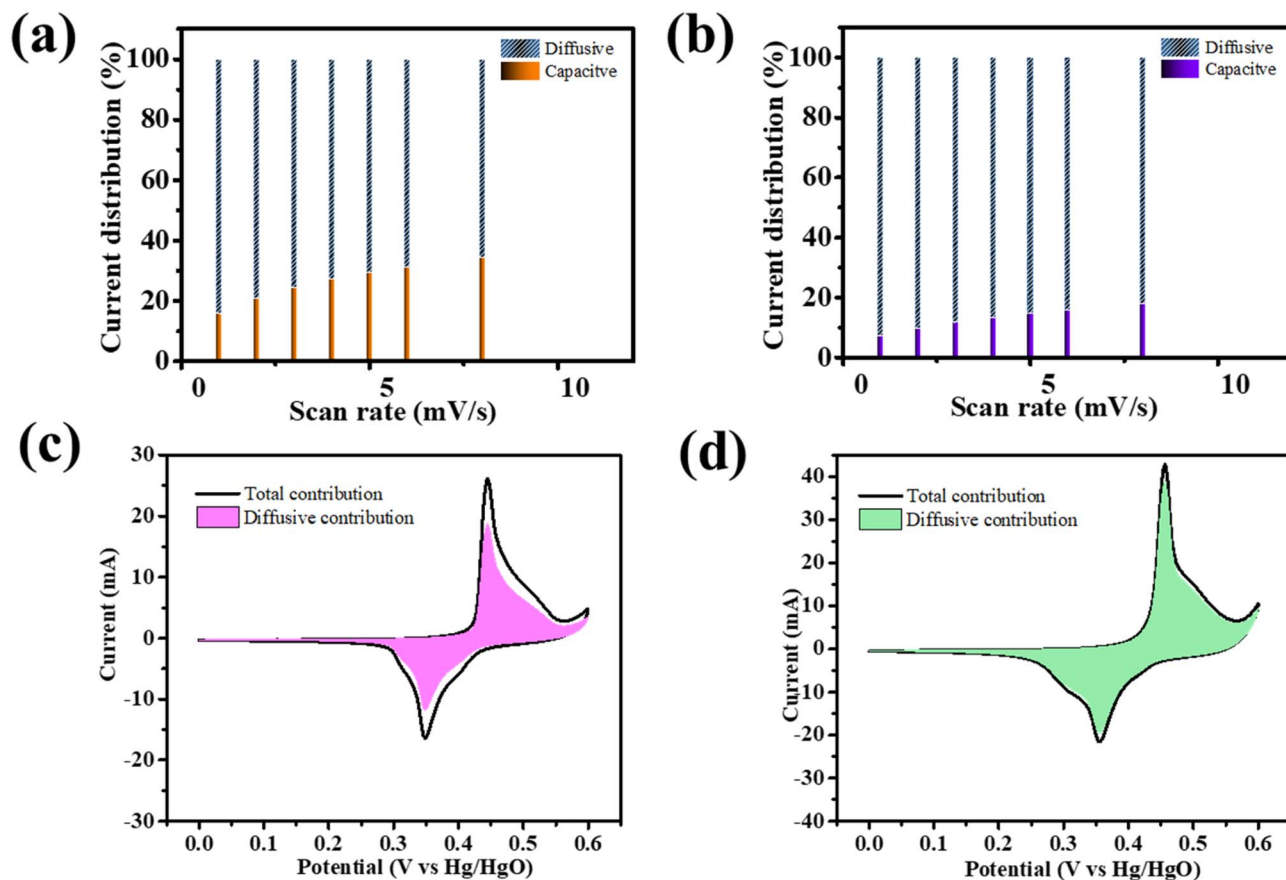 (a)
100
80
60
40
20
0
Current distribution (%)
Diffusive
Capacitve
0 5 10
Scan rate (mV/s)
(b)
100
80
60
40
20
0
Current distribution (%)
Diffusive
Capacitve
0 5 10
Scan rate (mV/s)
(c)
30
20
10
0
-10
-20
-30
Current (mA)
Total contribution
Diffusive contribution
0.0 0.1 0.2 0.3 0.4 0.5 0.6
Potential (V vs Hg/HgO)
(d)
40
30
20
10
0
-10
-20
-30
-40
Current (mA)
Total contribution
Diffusive contribution
0.0 0.1 0.2 0.3 0.4 0.5 0.6
Potential (V vs Hg/HgO)